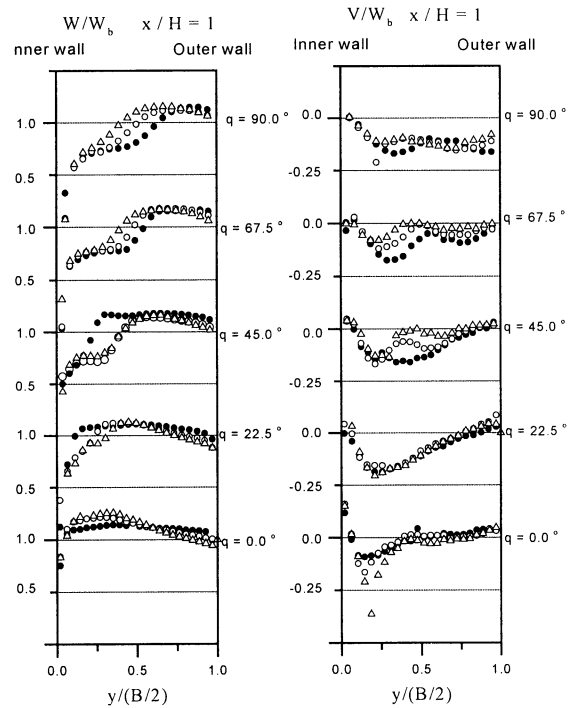 W/Wb x / H = 1
nner wall Outer wall
1.0
0.5
1.0
0.5
1.0
0.5
1.0
0.5
1.0
0.5
q = 90.0 °
q = 67.5 °
q = 45.0 °
q = 22.5 °
q = 0.0 °
0.0 0.5 1.0
y/(B/2)
V/Wb x / H = 1
Inner wall Outer wall
0.0
-0.25
0.0
-0.25
0.0
-0.25
0.0
-0.25
0.0
-0.25
q = 90.0 °
q = 67.5 °
q = 45.0 °
q = 22.5 °
q = 0.0 °
0.0 0.5 1.0
y/(B/2)